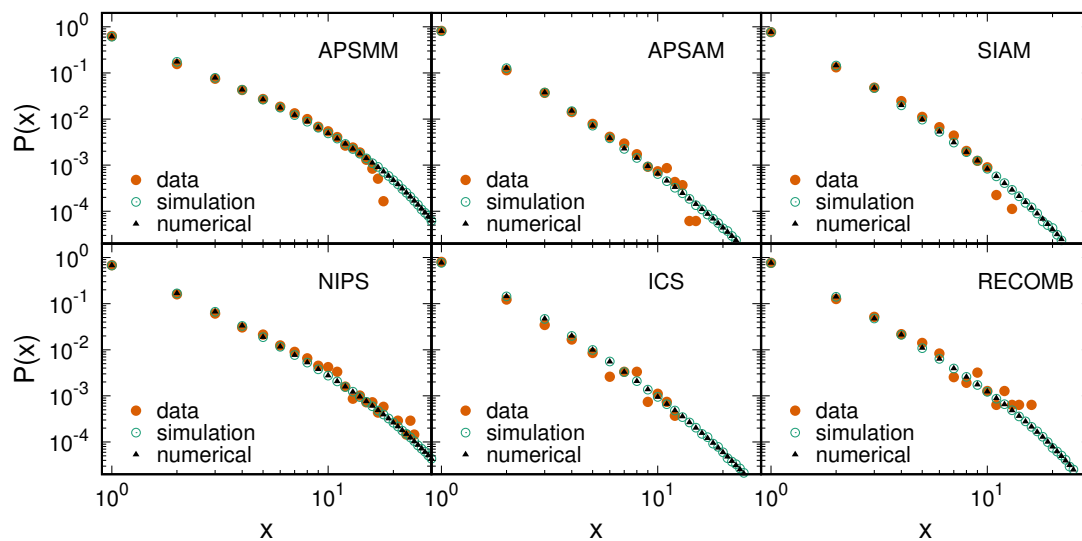 10^0 10^-1 10^-2 10^-3 10^-4
P(x)
APSMM
data
simulation
numerical
APSAM
data
simulation
numerical
SIAM
data
simulation
numerical
10^0 10^-1 10^-2 10^-3 10^-4
P(x)
NIPS
data
simulation
numerical
ICS
data
simulation
numerical
RECOMB
data
simulation
numerical
10^0 10^1 10^0 10^1 10^0 10^1
x x x